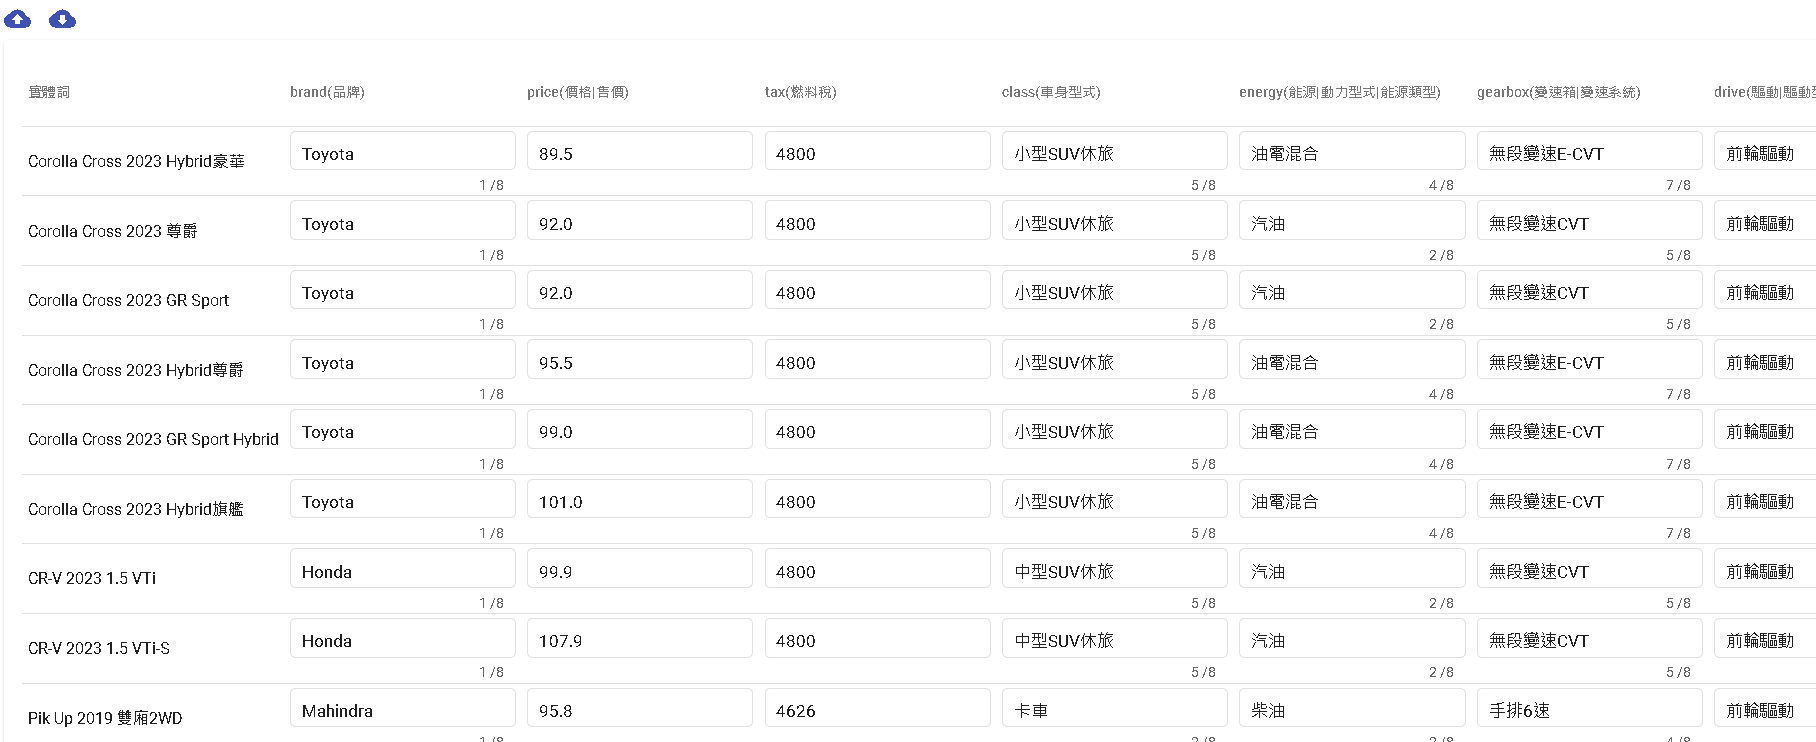 實體詞 brand(品牌) price(價格|售價) tax(燃料稅) class(車身型式) energy(能源|動力型式|能源類型) gearbox(變速箱|變速系統) drive(驅動|驅動型
Corolla Cross 2023 Hybrid豪華 Toyota 89.5 4800 小型SUV休旅 油電混合 無段變速E-CVT 前輪驅動
1 /8 5 /8 4 /8 7 /8
Corolla Cross 2023 尊爵 Toyota 92.0 4800 小型SUV休旅 汽油 無段變速CVT 前輪驅動
1 /8 5 /8 2 /8 5 /8
Corolla Cross 2023 GR Sport Toyota 92.0 4800 小型SUV休旅 汽油 無段變速CVT 前輪驅動
1 /8 5 /8 2 /8 5 /8
Corolla Cross 2023 Hybrid尊爵 Toyota 95.5 4800 小型SUV休旅 油電混合 無段變速E-CVT 前輪驅動
1 /8 5 /8 4 /8 7 /8
Corolla Cross 2023 GR Sport Hybrid Toyota 99.0 4800 小型SUV休旅 油電混合 無段變速E-CVT 前輪驅動
1 /8 5 /8 4 /8 7 /8
Corolla Cross 2023 Hybrid旗艦 Toyota 101.0 4800 小型SUV休旅 油電混合 無段變速E-CVT 前輪驅動
1 /8 5 /8 4 /8 7 /8
CR-V 2023 1.5 VTi Honda 99.9 4800 中型SUV休旅 汽油 無段變速CVT 前輪驅動
1 /8 5 /8 2 /8 5 /8
CR-V 2023 1.5 VTi-S Honda 107.9 4800 中型SUV休旅 汽油 無段變速CVT 前輪驅動
1 /8 5 /8 2 /8 5 /8
Pik Up 2019 雙廂2WD Mahindra 95.8 4626 卡車 柴油 手排6速 前輪驅動